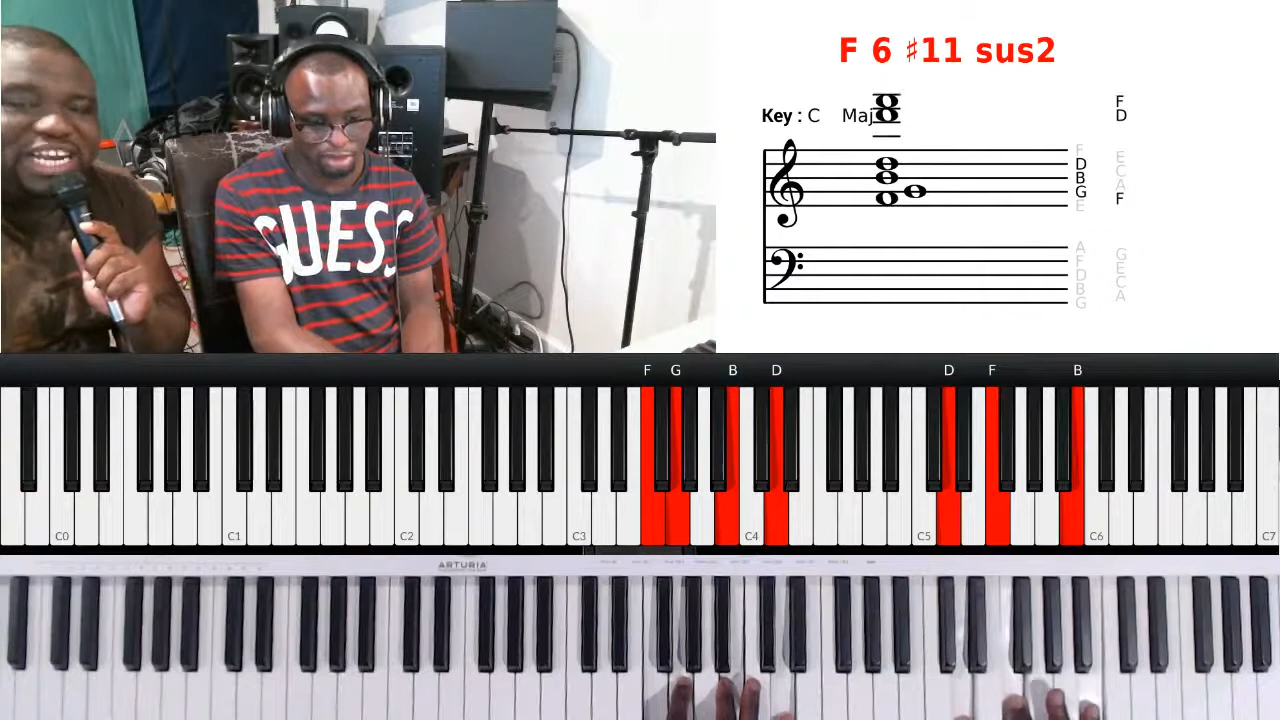 F 6 ♯11 sus2
Key : C Maj
F
D
F
D
B
G
E
E
C
A
F
A
F
D
B
G
G
E
C
A
GUESS
F G B D D F B
C0 C1 C2 C3 C4 C5 C6 C7
ARTURIA